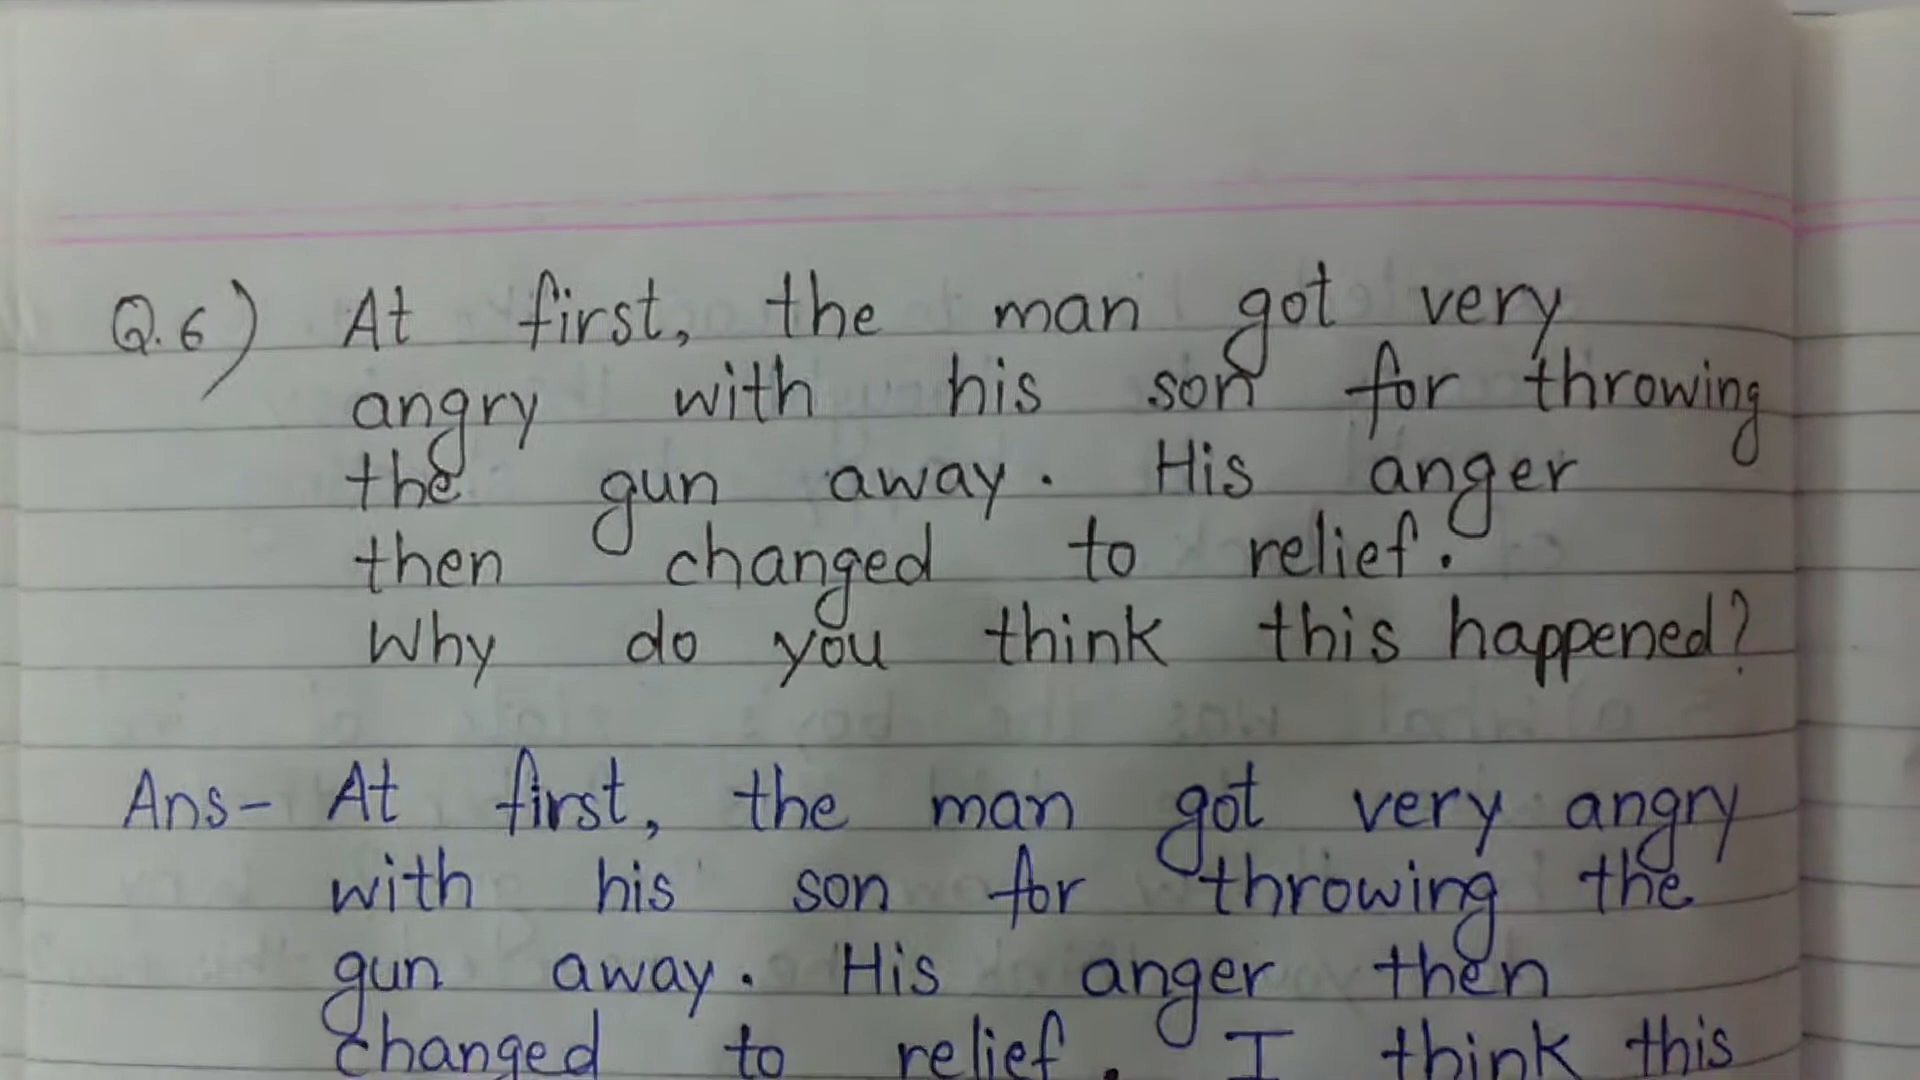 Q.6) At first, the man got very
angry with his son for throwing
the gun away. His anger
then changed to relief.
Why do you think this happened?
Ans- At first, the man got very angry
with his son for throwing the
gun away. His anger then
changed to relief. I think this